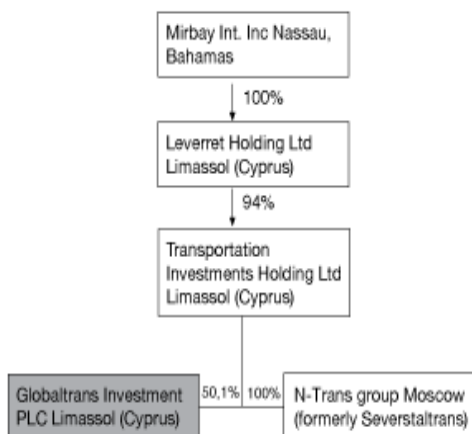 Mirbay Int. Inc Nassau,
Bahamas
100%
Leverret Holding Ltd
Limassol (Cyprus)
94%
Transportation
Investments Holding Ltd
Limassol (Cyprus)
Globaltrans Investment
PLC Limassol (Cyprus)
50,1%
100%
N-Trans group Moscow
(formerly Severstaltrans)